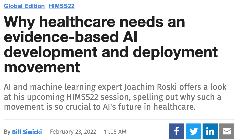 Global Edition HIMSS22
Why healthcare needs an
evidence-based AI
development and deployment
movement
AI and machine learning expert Joachim Roski offers a look
at his upcoming HIMSS22 session, spelling out why such a
movement is so crucial to AI's future in healthcare.
By Bill Siwicki February 23, 2022 11:15 AM